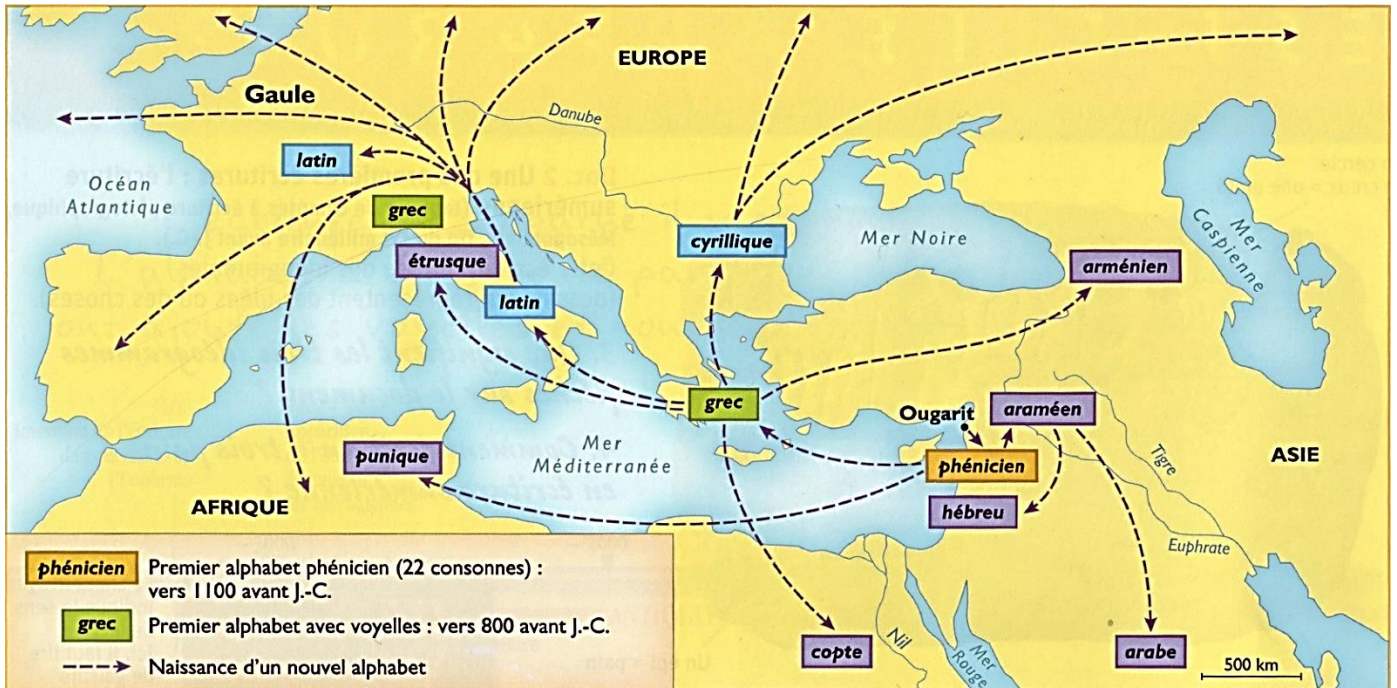 EUROPE
Gaule
Danube
latin
Océan
Atlantique
grec
étrusque
latin
cyrillique
Mer Noire
Mer
Caspienne
arménien
grec
Ougarit
araméen
phénicien
hébreu
Tigre
ASIE
Mer
Méditerranée
punique
AFRIQUE
Euphrate
copte
Nil
Mer
Rouge
arabe
500 km
phénicien Premier alphabet phénicien (22 consonnes) :
vers 1100 avant J.-C.
grec Premier alphabet avec voyelles : vers 800 avant J.-C.
Naissance d'un nouvel alphabet